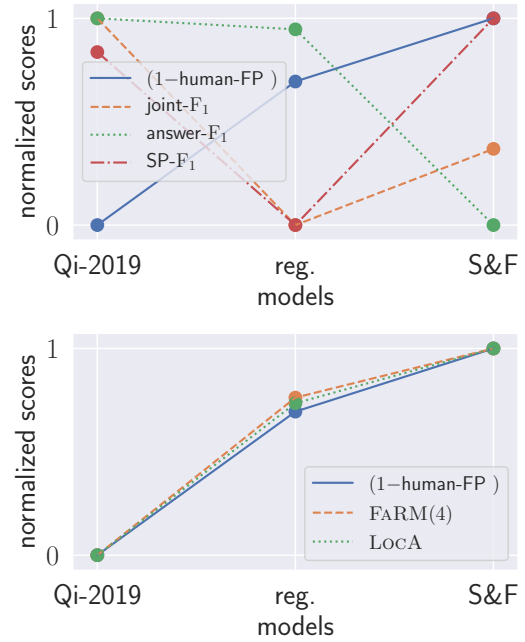 normalized scores
1
0
(1−human-FP )
joint-F₁
answer-F₁
SP-F₁
Qi-2019 reg. S&F
models
normalized scores
1
0
(1−human-FP )
FARM(4)
LOCA
Qi-2019 reg. S&F
models